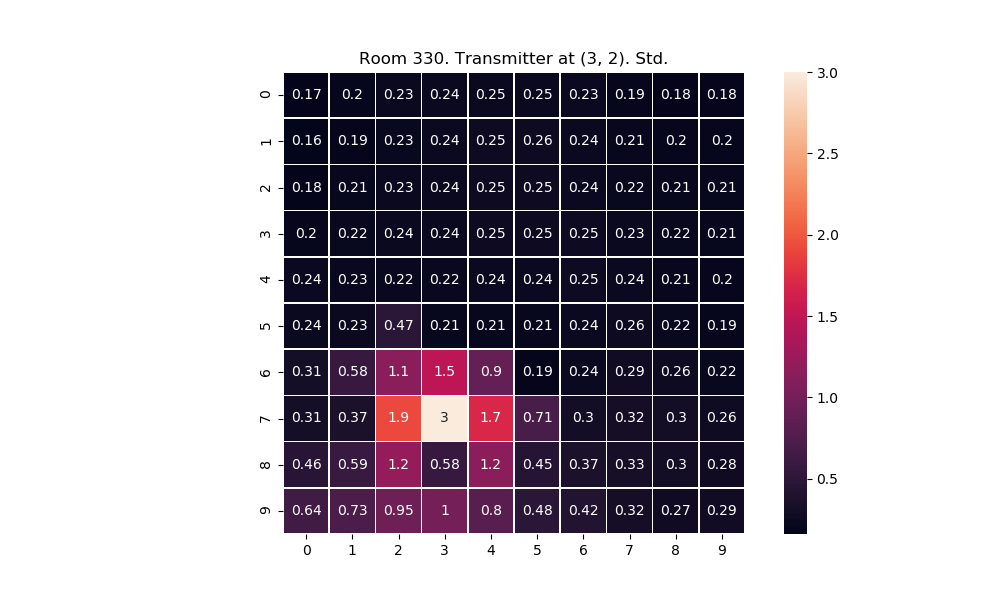 Room 330. Transmitter at (3, 2). Std.
0 0.17 0.2 0.23 0.24 0.25 0.25 0.23 0.19 0.18 0.18
1 0.16 0.19 0.23 0.24 0.25 0.26 0.24 0.21 0.2 0.2
2 0.18 0.21 0.23 0.24 0.25 0.25 0.24 0.22 0.21 0.21
3 0.2 0.22 0.24 0.24 0.25 0.25 0.25 0.23 0.22 0.21
4 0.24 0.23 0.22 0.22 0.24 0.24 0.25 0.24 0.21 0.2
5 0.24 0.23 0.47 0.21 0.21 0.21 0.24 0.26 0.22 0.19
6 0.31 0.58 1.1 1.5 0.9 0.19 0.24 0.29 0.26 0.22
7 0.31 0.37 1.9 3 1.7 0.71 0.3 0.32 0.3 0.26
8 0.46 0.59 1.2 0.58 1.2 0.45 0.37 0.33 0.3 0.28
9 0.64 0.73 0.95 1 0.8 0.48 0.42 0.32 0.27 0.29
0 1 2 3 4 5 6 7 8 9
3.0
2.5
2.0
1.5
1.0
0.5